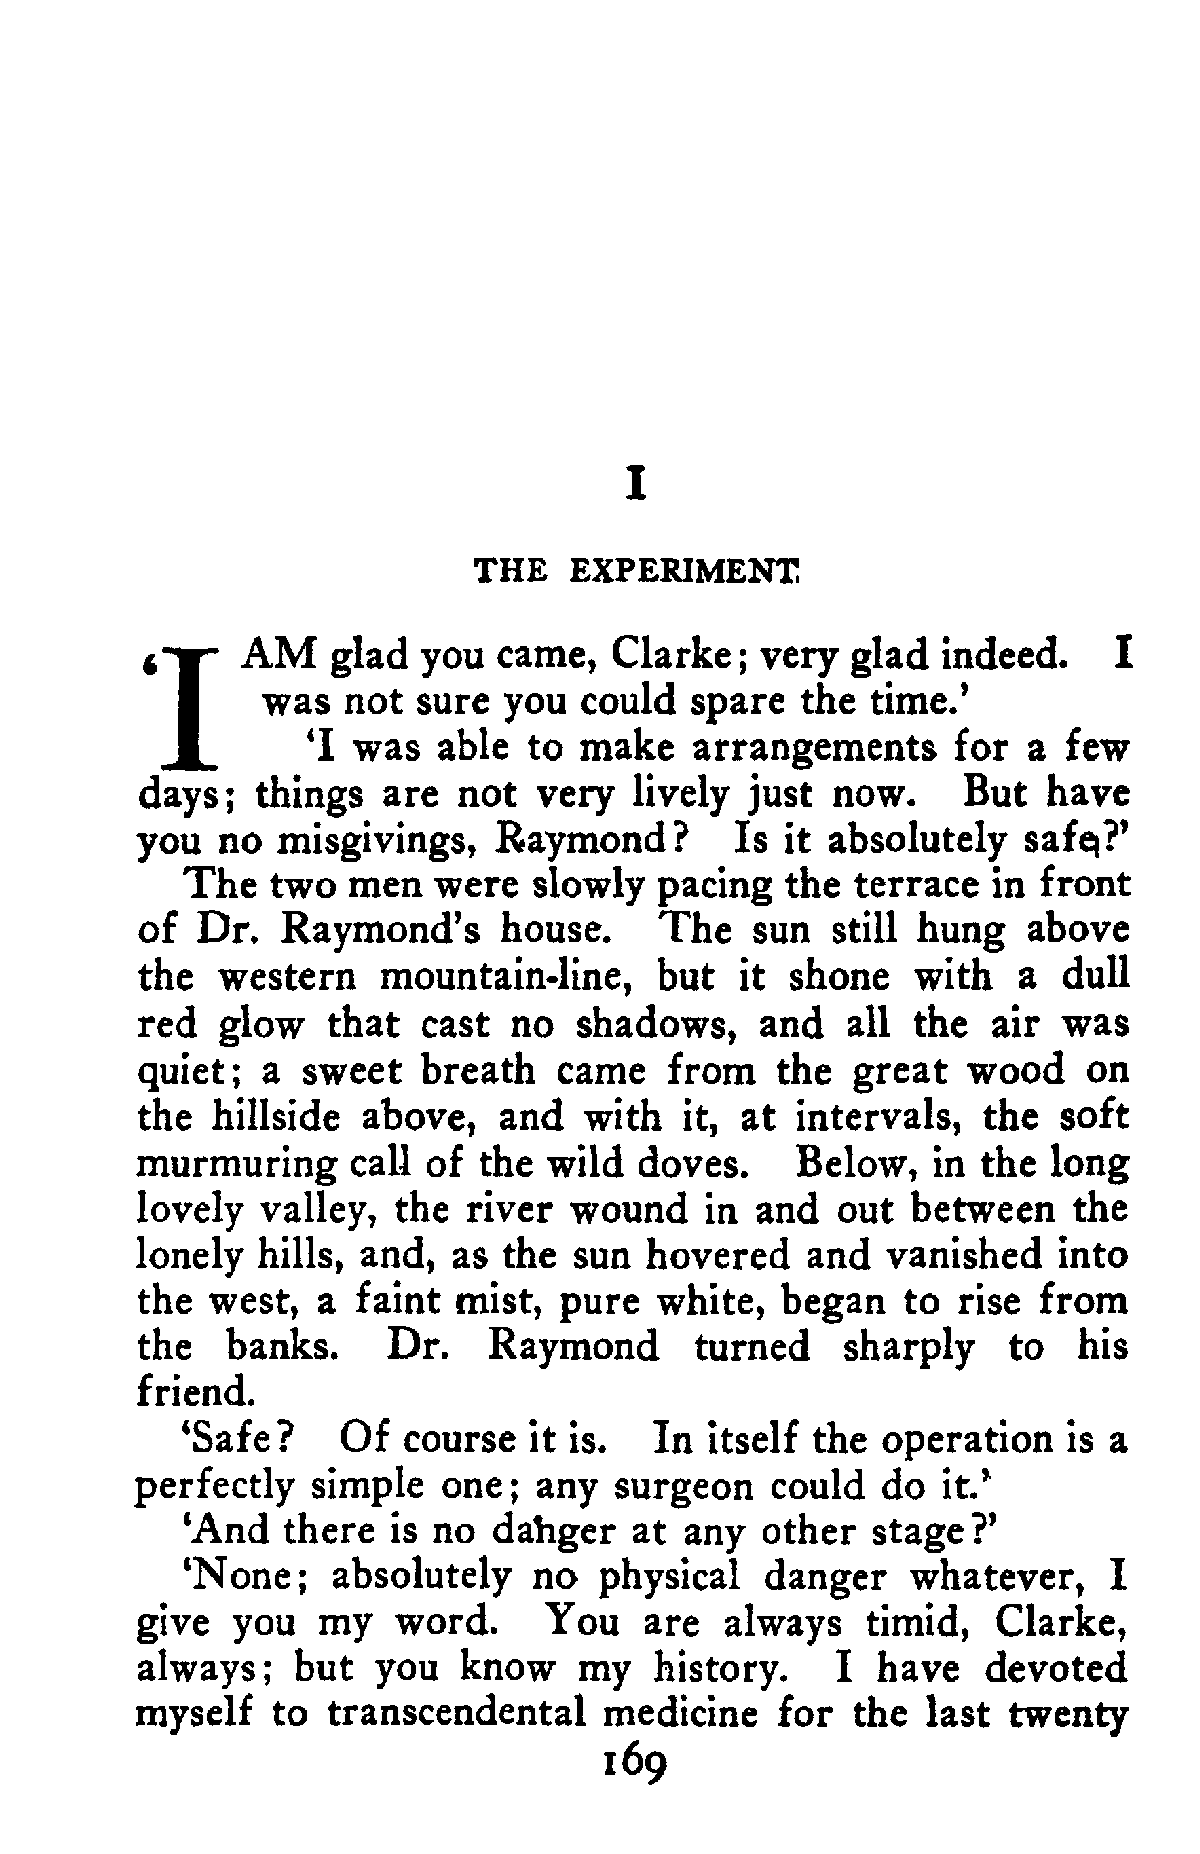 I
THE EXPERIMENT
‘I AM glad you came, Clarke; very glad indeed. I
was not sure you could spare the time.’
‘I was able to make arrangements for a few
days; things are not very lively just now. But have
you no misgivings, Raymond? Is it absolutely safe?’
The two men were slowly pacing the terrace in front
of Dr. Raymond’s house. The sun still hung above
the western mountain-line, but it shone with a dull
red glow that cast no shadows, and all the air was
quiet; a sweet breath came from the great wood on
the hillside above, and with it, at intervals, the soft
murmuring call of the wild doves. Below, in the long
lovely valley, the river wound in and out between the
lonely hills, and, as the sun hovered and vanished into
the west, a faint mist, pure white, began to rise from
the banks. Dr. Raymond turned sharply to his
friend.
‘Safe? Of course it is. In itself the operation is a
perfectly simple one; any surgeon could do it.’
‘And there is no danger at any other stage?’
‘None; absolutely no physical danger whatever, I
give you my word. You are always timid, Clarke,
always; but you know my history. I have devoted
myself to transcendental medicine for the last twenty
169